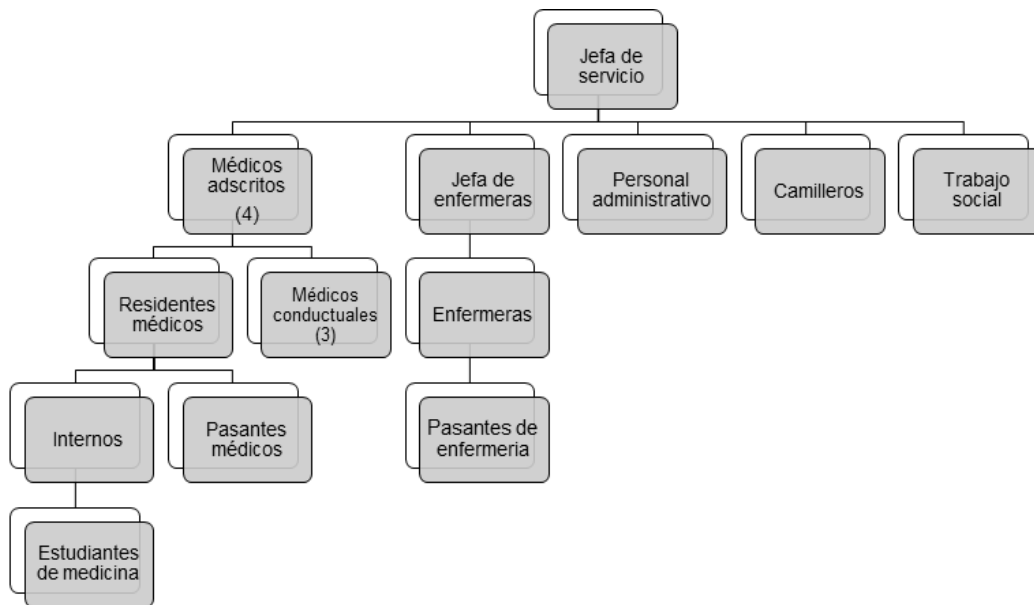 Jefa de
servicio
Médicos
adscritos
(4)
Jefa de
enfermeras
Personal
administrativo
Camilleros
Trabajo
social
Residentes
médicos
Médicos
conductuales
(3)
Enfermeras
Internos
Pasantes
médicos
Pasantes de
enfermeria
Estudiantes
de medicina